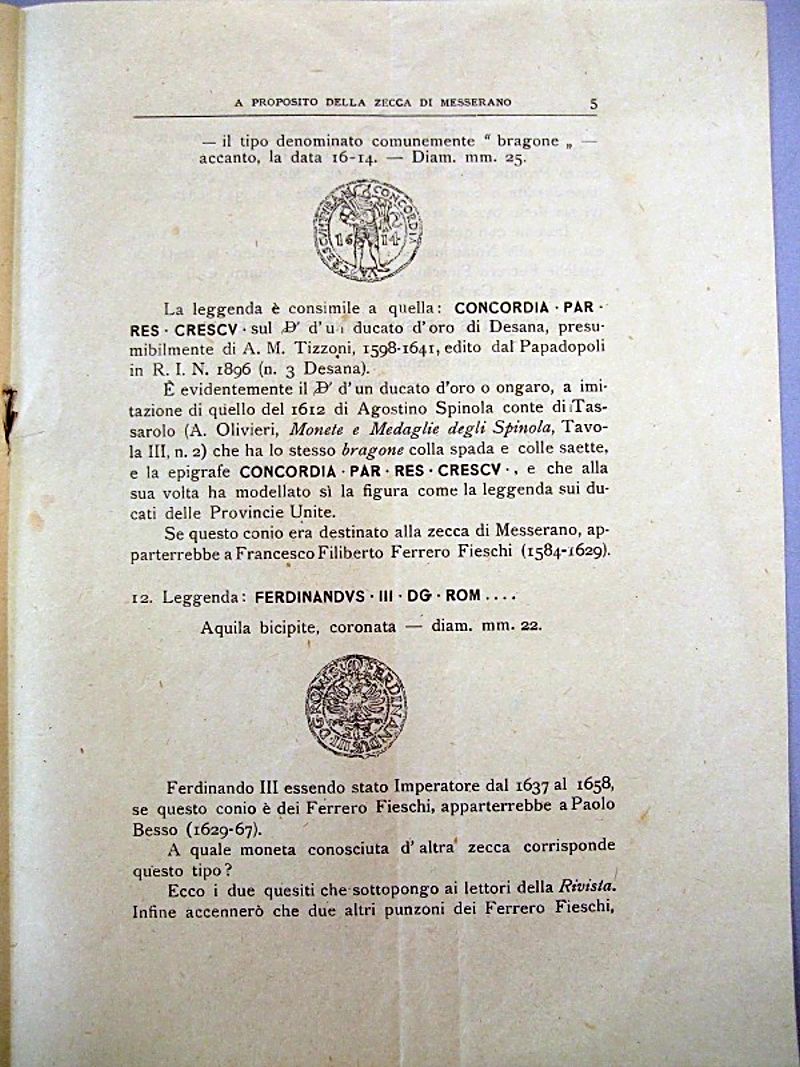 A PROPOSITO DELLA ZECCA DI MESSERANO 5
— il tipo denominato comunemente “ bragone „ —
accanto, la data 16-14. — Diam. mm. 25.
CONCORDIA
16 14
La leggenda è consimile a quella: CONCORDIA · PAR ·
RES · CRESCV · sul D' d'un ducato d'oro di Desana, presu-
mibilmente di A. M. Tizzoni, 1598-1641, edito dal Papadopoli
in R. I. N. 1896 (n. 3 Desana).
È evidentemente il D' d'un ducato d'oro o ongaro, a imi-
tazione di quello del 1612 di Agostino Spinola conte di Tas-
sarolo (A. Olivieri, Monete e Medaglie degli Spinola, Tavo-
la III, n. 2) che ha lo stesso bragone colla spada e colle saette,
e la epigrafe CONCORDIA · PAR · RES · CRESCV · , e che alla
sua volta ha modellato sì la figura come la leggenda sui du-
cati delle Provincie Unite.
Se questo conio era destinato alla zecca di Messerano, ap-
parterrebbe a Francesco Filiberto Ferrero Fieschi (1584-1629).
12. Leggenda: FERDINANDVS · III · DG · ROM ....
Aquila bicipite, coronata — diam. mm. 22.
FERDINANDVS III DG ROM
Ferdinando III essendo stato Imperatore dal 1637 al 1658,
se questo conio è dei Ferrero Fieschi, apparterrebbe a Paolo
Besso (1629-67).
A quale moneta conosciuta d' altra zecca corrisponde
questo tipo ?
Ecco i due quesiti che sottopongo ai lettori della Rivista.
Infine accennerò che due altri punzoni dei Ferrero Fieschi,